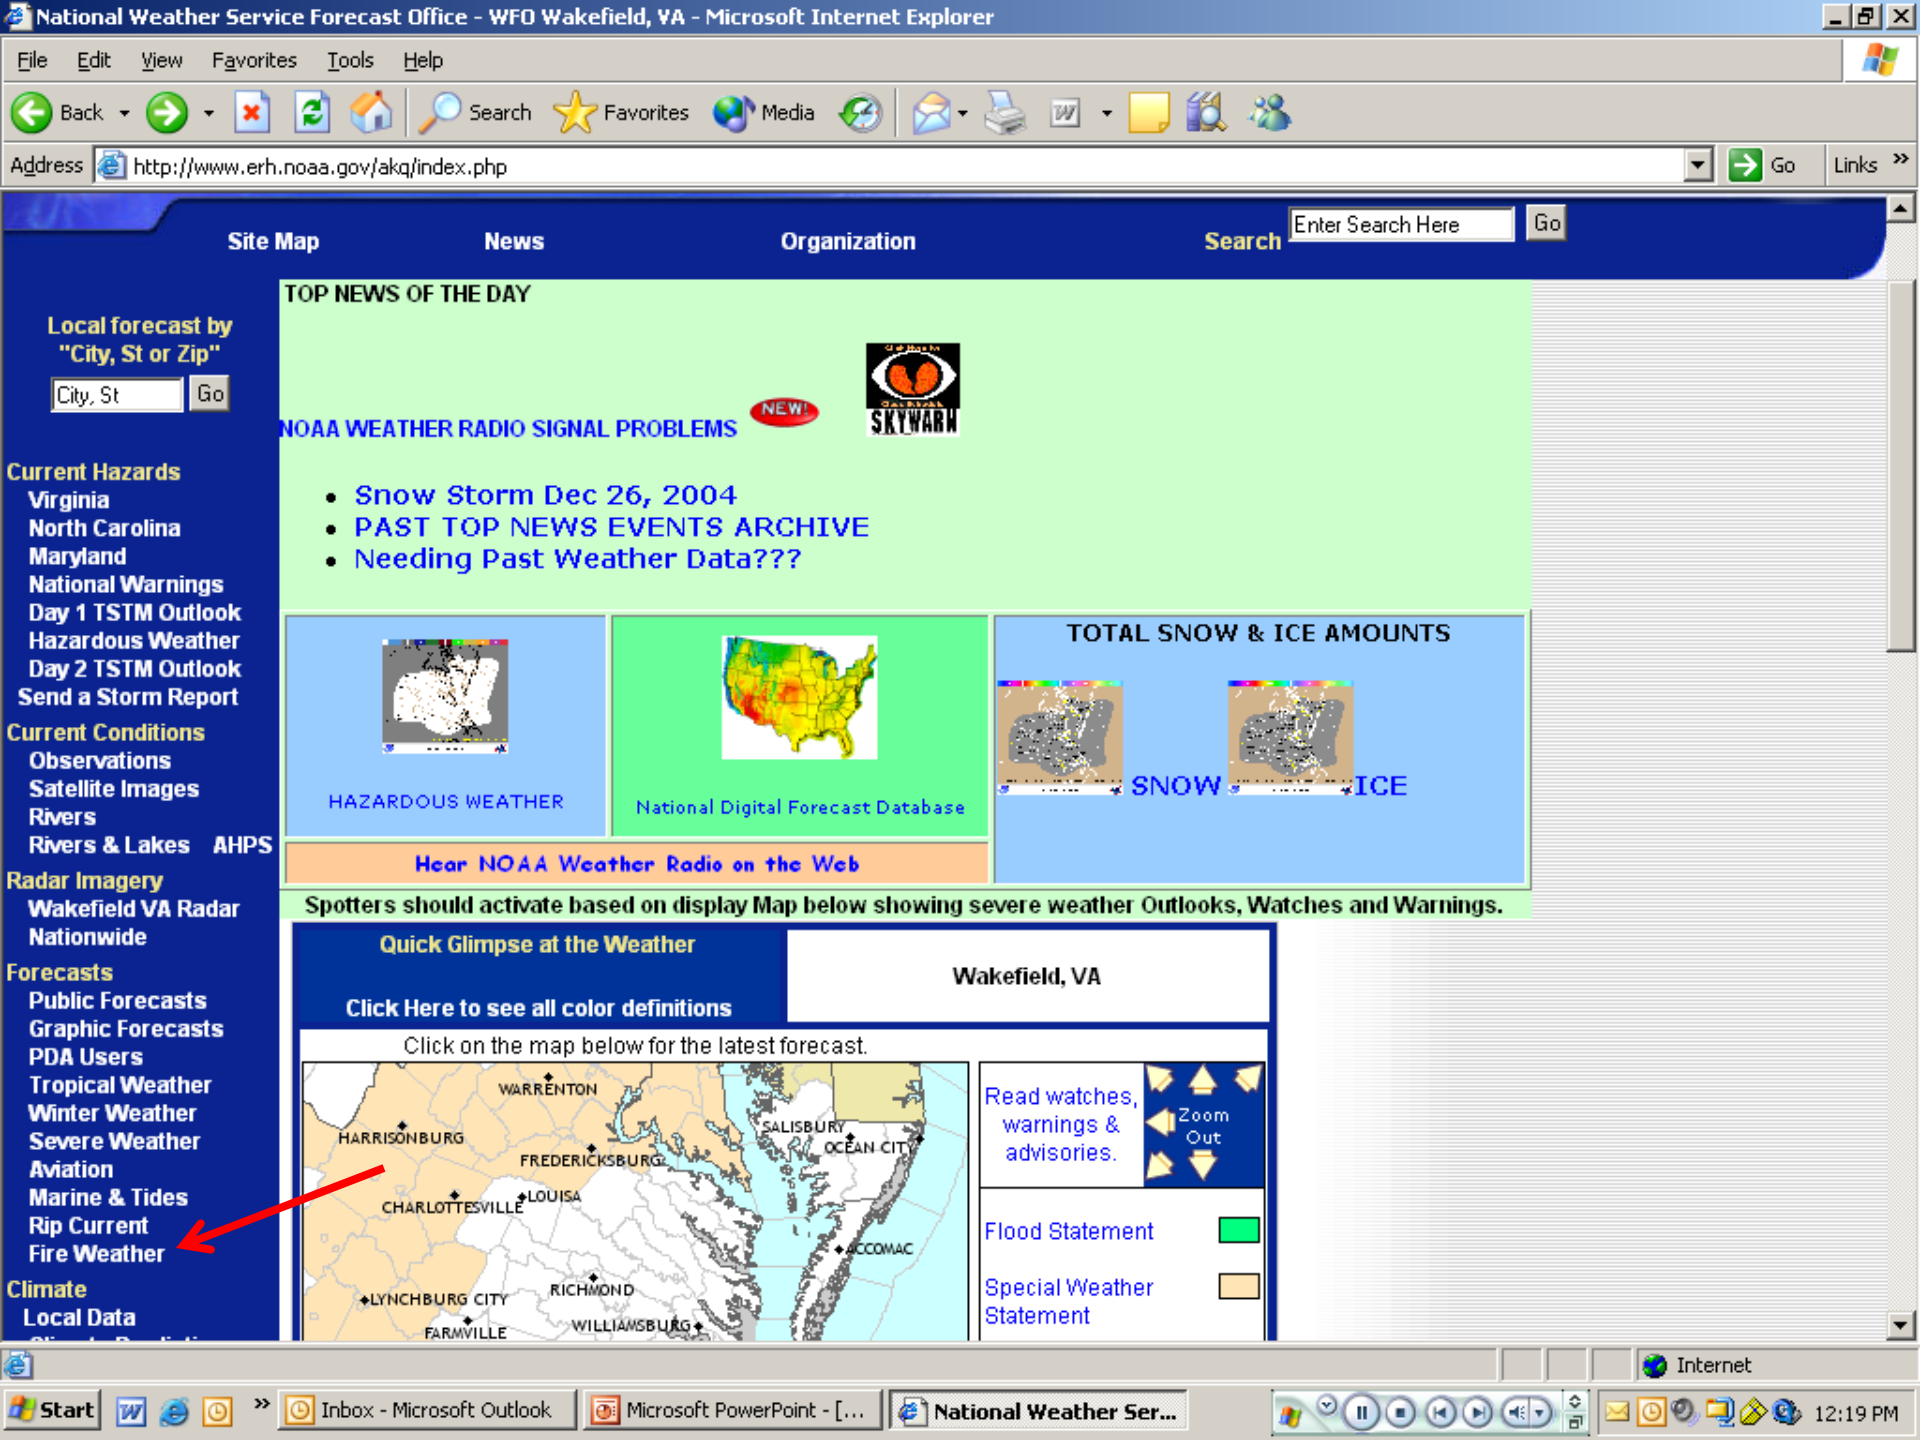 National Weather Service Forecast Office - WFO Wakefield, VA - Microsoft Internet Explorer
File Edit View Favorites Tools Help
Back Search Favorites Media
Address http://www.erh.noaa.gov/akq/index.php Go Links »
Site Map News Organization Search Enter Search Here Go
Local forecast by
"City, St or Zip"
City, St Go
Current Hazards
Virginia
North Carolina
Maryland
National Warnings
Day 1 TSTM Outlook
Hazardous Weather
Day 2 TSTM Outlook
Send a Storm Report
Current Conditions
Observations
Satellite Images
Rivers
Rivers & Lakes AHPS
Radar Imagery
Wakefield VA Radar
Nationwide
Forecasts
Public Forecasts
Graphic Forecasts
PDA Users
Tropical Weather
Winter Weather
Severe Weather
Aviation
Marine & Tides
Rip Current
Fire Weather
Climate
Local Data
TOP NEWS OF THE DAY
NOAA WEATHER RADIO SIGNAL PROBLEMS NEW!
SKYWARN
• Snow Storm Dec 26, 2004
• PAST TOP NEWS EVENTS ARCHIVE
• Needing Past Weather Data???
HAZARDOUS WEATHER
National Digital Forecast Database
TOTAL SNOW & ICE AMOUNTS
SNOW ICE
Hear NOAA Weather Radio on the Web
Spotters should activate based on display Map below showing severe weather Outlooks, Watches and Warnings.
Quick Glimpse at the Weather
Click Here to see all color definitions
Wakefield, VA
Click on the map below for the latest forecast.
WARRENTON
HARRISONBURG
SALISBURY
OCEAN CITY
FREDERICKSBURG
LOUISA
CHARLOTTESVILLE
ACCOMAC
RICHMOND
LYNCHBURG CITY
WILLIAMSBURG
FARMVILLE
Read watches,
warnings &
advisories.
Zoom
Out
Flood Statement
Special Weather
Statement
Internet
Start » Inbox - Microsoft Outlook Microsoft PowerPoint - [... National Weather Ser... 12:19 PM